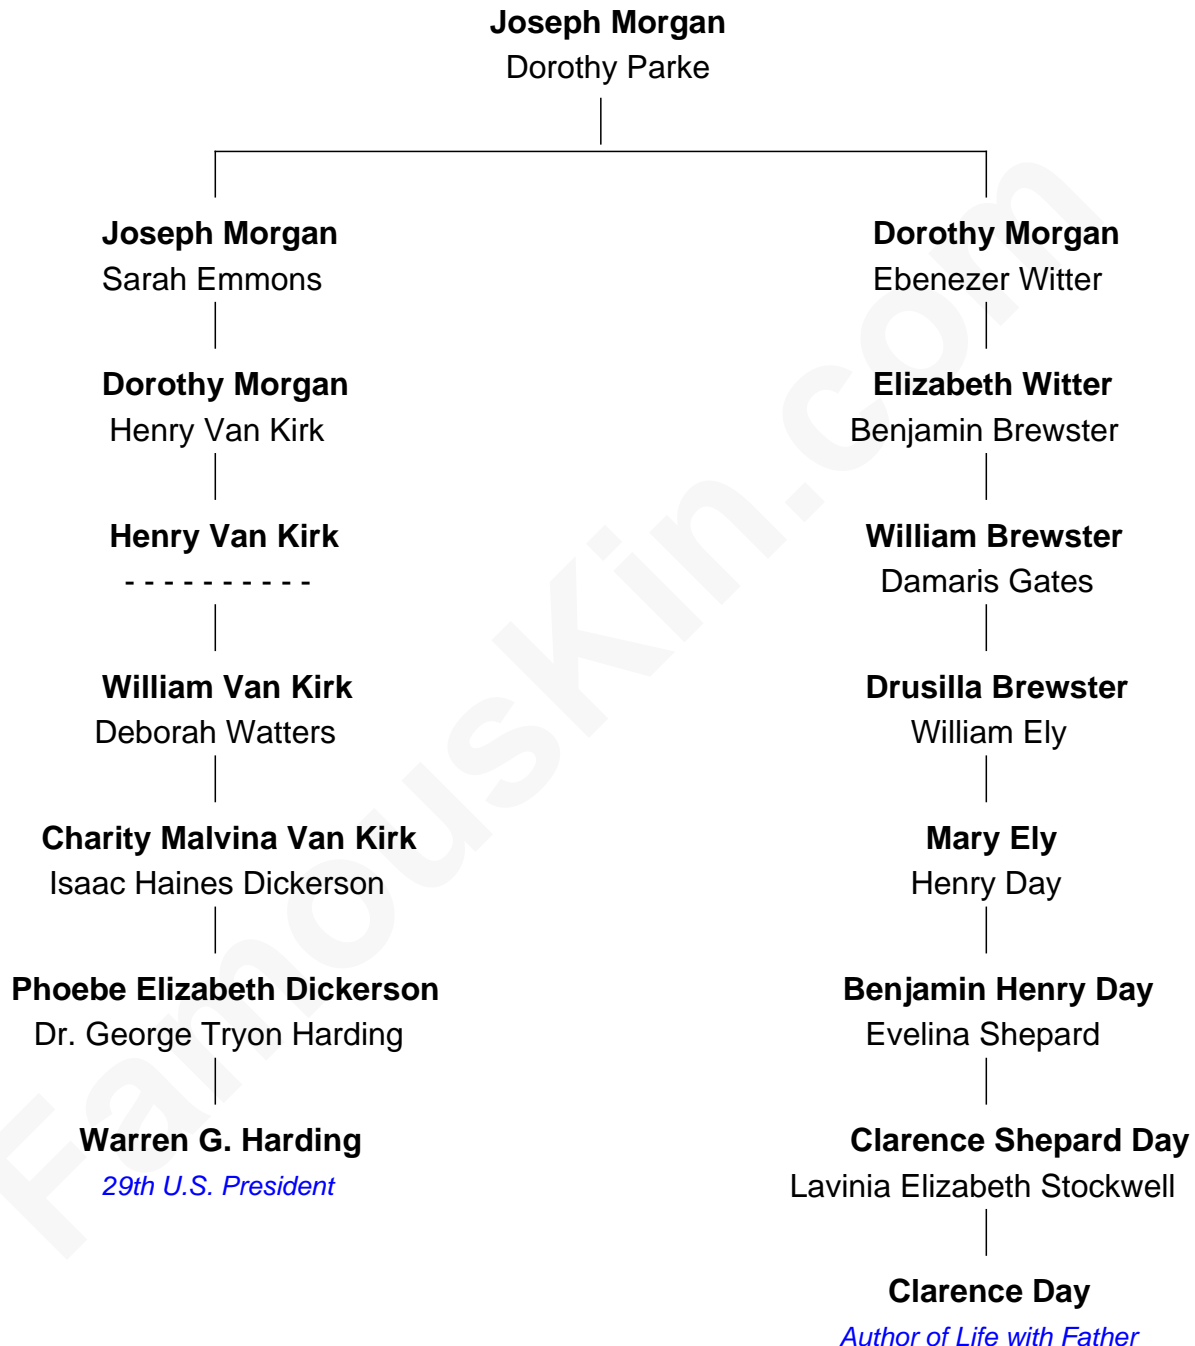 Joseph Morgan
Dorothy Parke
Joseph Morgan
Sarah Emmons
Dorothy Morgan
Henry Van Kirk
Henry Van Kirk
- - - - - - - - - -
William Van Kirk
Deborah Watters
Charity Malvina Van Kirk
Isaac Haines Dickerson
Phoebe Elizabeth Dickerson
Dr. George Tryon Harding
Warren G. Harding
29th U.S. President
Dorothy Morgan
Ebenezer Witter
Elizabeth Witter
Benjamin Brewster
William Brewster
Damaris Gates
Drusilla Brewster
William Ely
Mary Ely
Henry Day
Benjamin Henry Day
Evelina Shepard
Clarence Shepard Day
Lavinia Elizabeth Stockwell
Clarence Day
Author of Life with Father
FamousKin.com